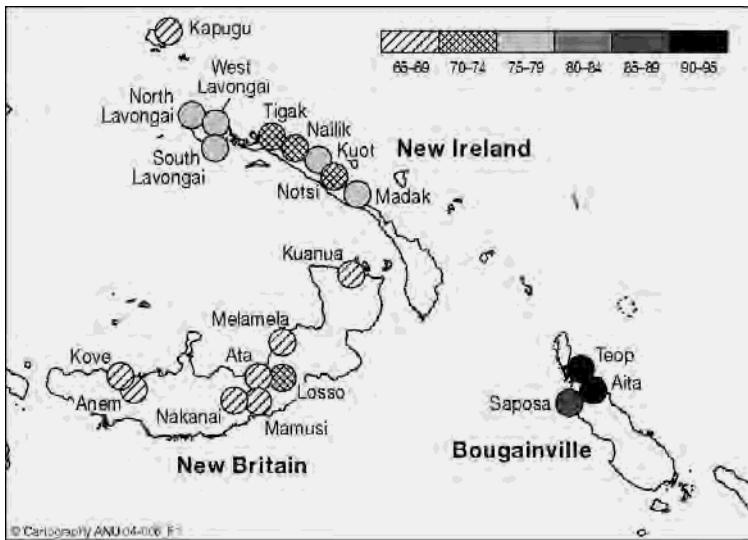 Kapugu
65-69 70-74 75-79 80-84 85-89 90-95
West
Lavongai
North
Lavongai
Tigak
Nailik
Kuot
New Ireland
South
Lavongai
Notsi
Madak
Kuanua
Melamela
Kove
Ata
Teop
Anem
Losso
Aita
Nakanai
Mamusi
Saposa
New Britain
Bougainville
© Cartography ANU 04-006